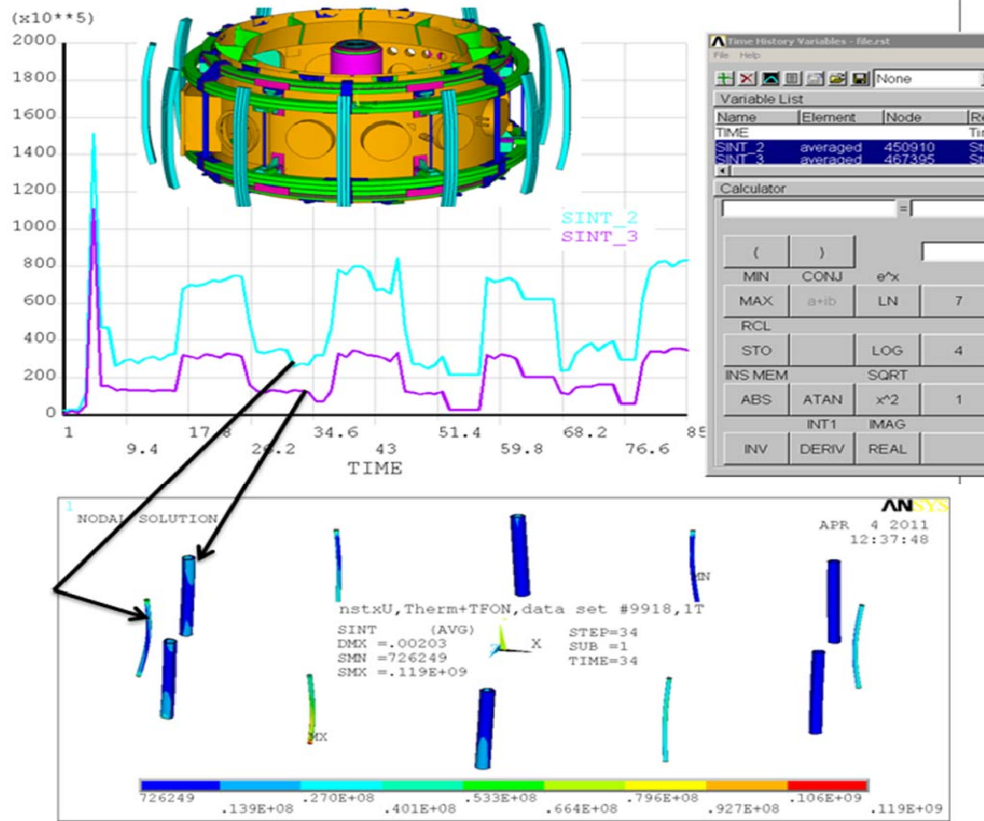 (x10**5)
2000
1800
1600
1400
1200
1000
800
600
400
200
0
SINT_2
SINT_3
1
9.4
17.8
26.2
34.6
43
51.4
59.8
68.2
76.6
85
TIME
Time History Variables - file.rst
File Help
None
Variable List
Name Element Node Re
TIME Tim
SINT_2 averaged 450910 St
SINT_3 averaged 467395 St
Calculator
=
( )
MIN CONJ e^x
MAX a+ib LN 7
RCL
STO LOG 4
INS MEM SQRT
ABS ATAN x^2 1
INT1 IMAG
INV DERIV REAL
1
NODAL SOLUTION
ANSYS
APR 4 2011
12:37:48
MN
nstxU,Therm+TFON,data set #9918,1T
SINT (AVG)
DMX =.00203
SMN =726249
SMX =.119E+09
X
STEP=34
SUB =1
TIME=34
MX
726249 .139E+08 .270E+08 .401E+08 .533E+08 .664E+08 .796E+08 .927E+08 .106E+09 .119E+09